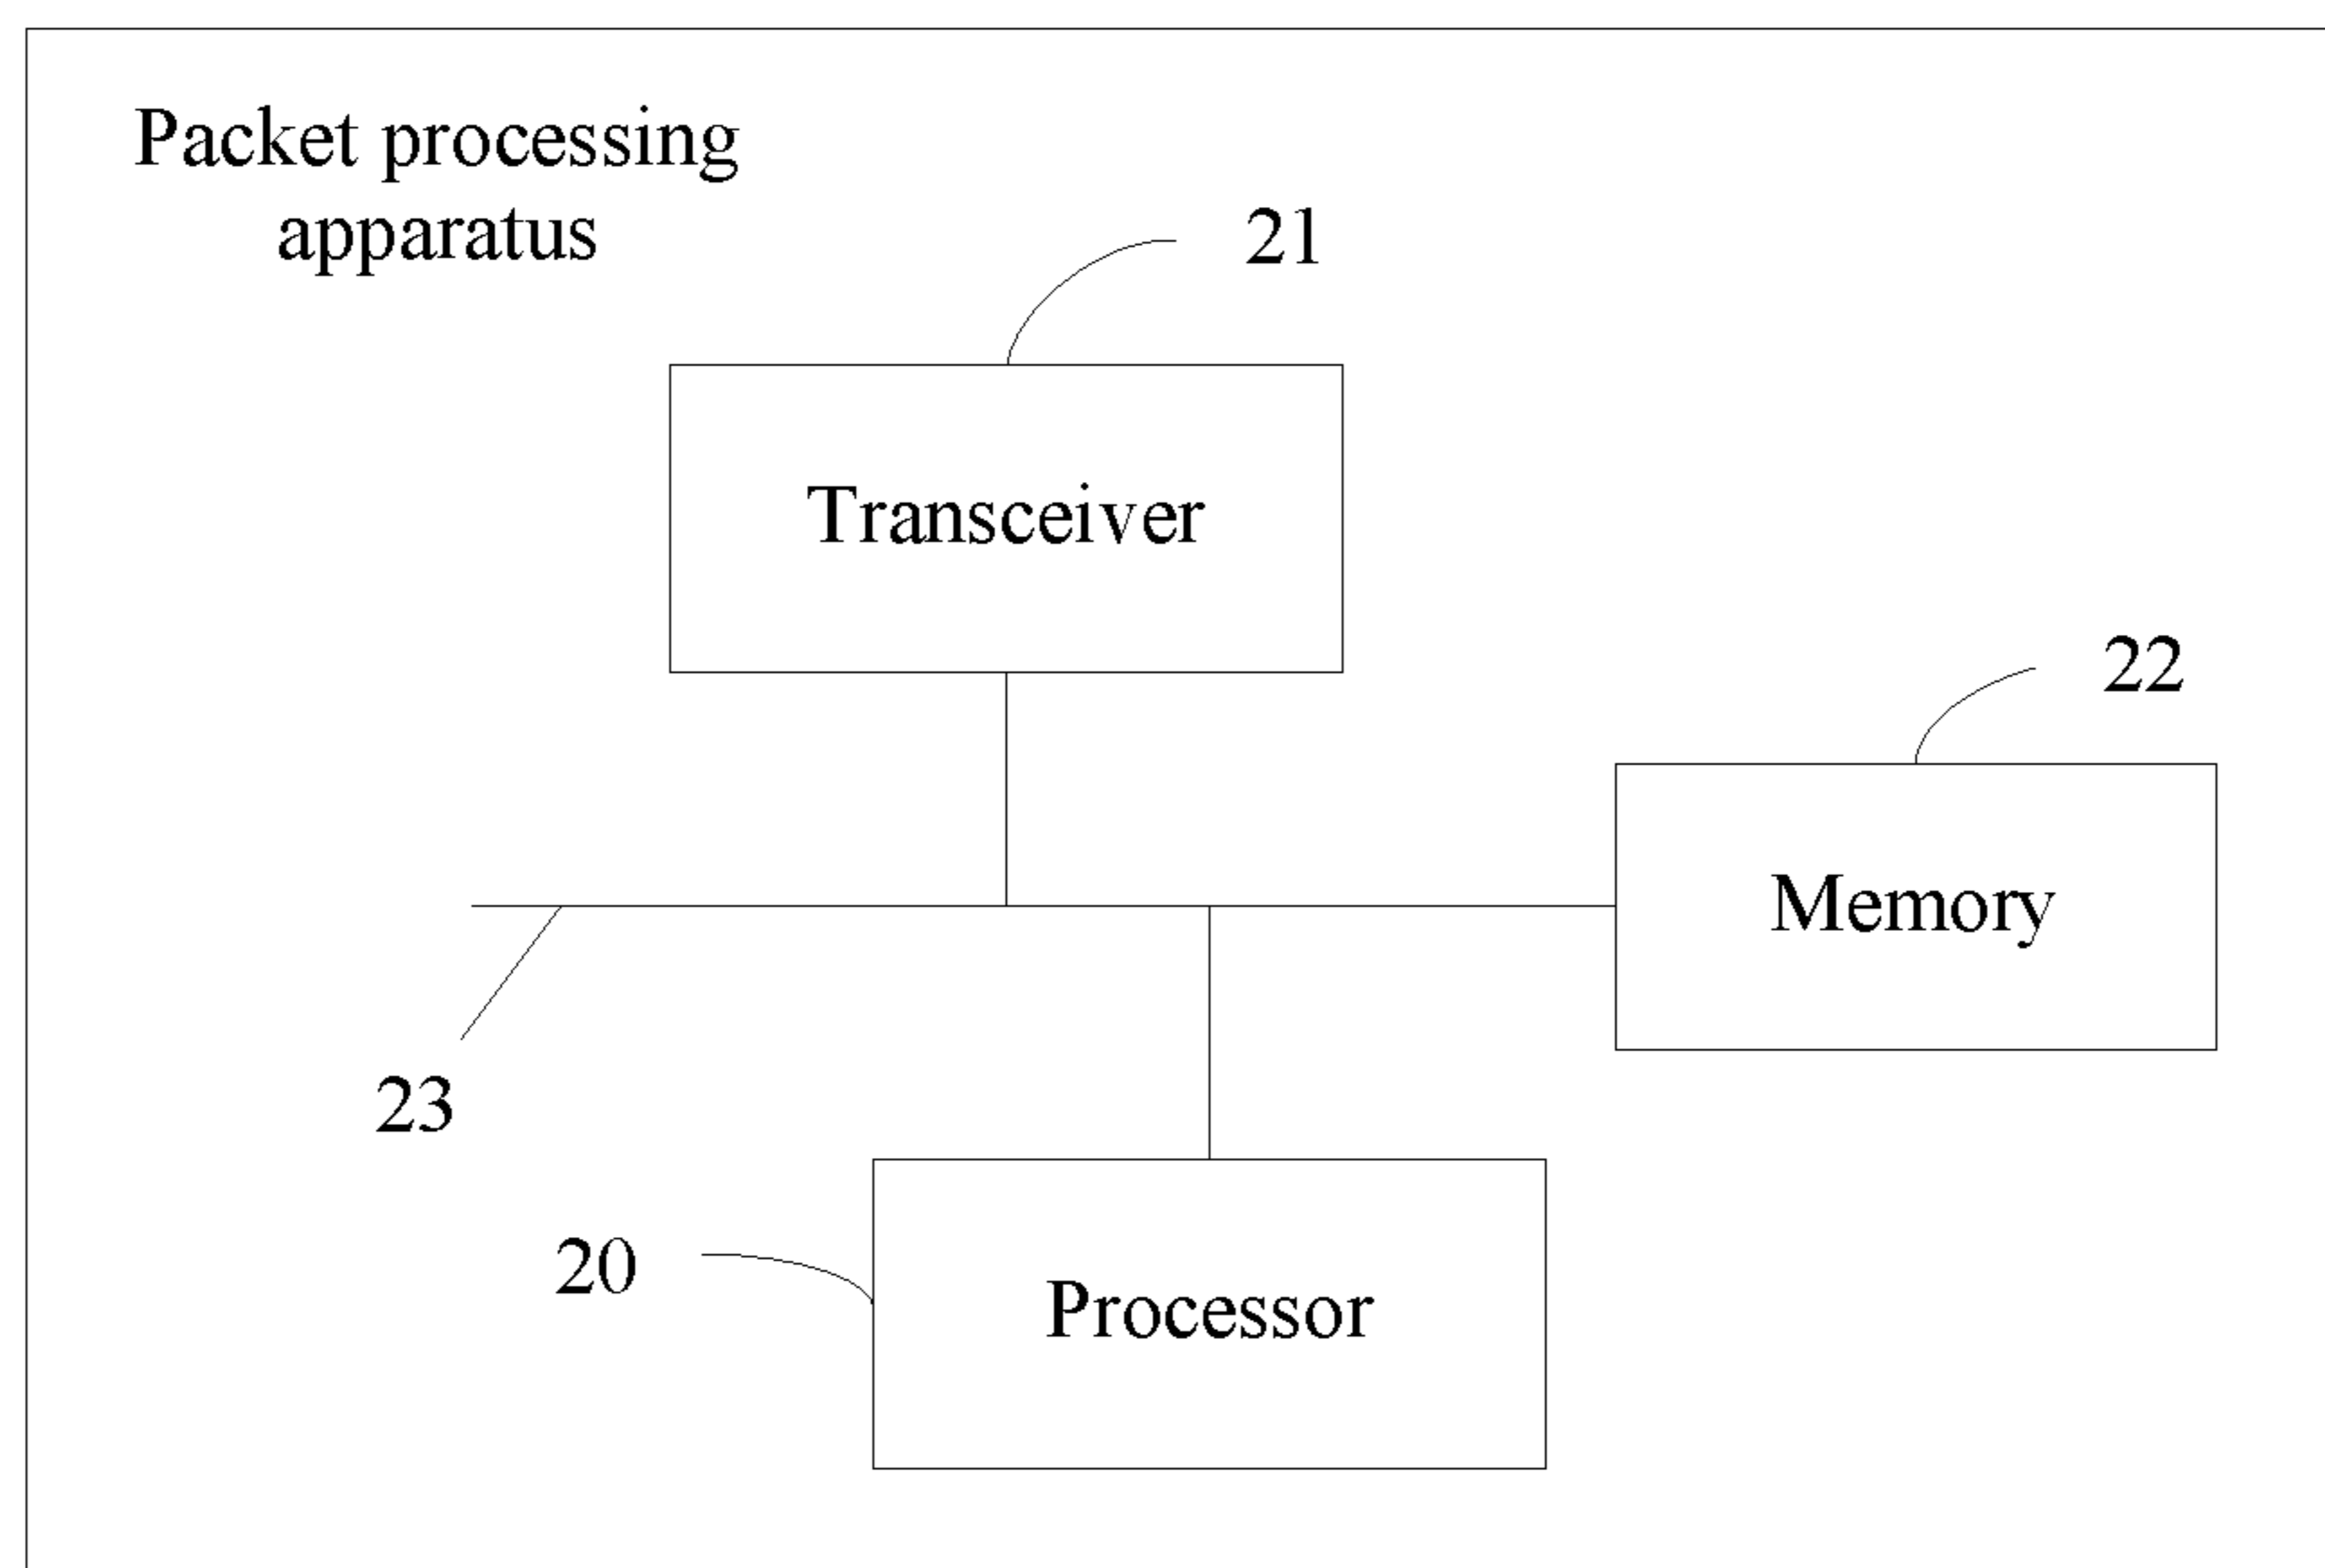 Packet processing
apparatus
21
Transceiver
22
Memory
23
20
Processor